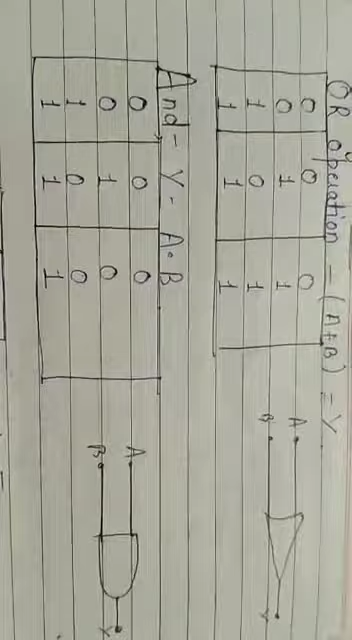 OR operation - (A+B) = Y
0 0 0
0 1 1
1 0 1
1 1 1
A
B
Y
And - Y - A·B
0 0 0
0 1 0
1 0 0
1 1 1
A
B
Y